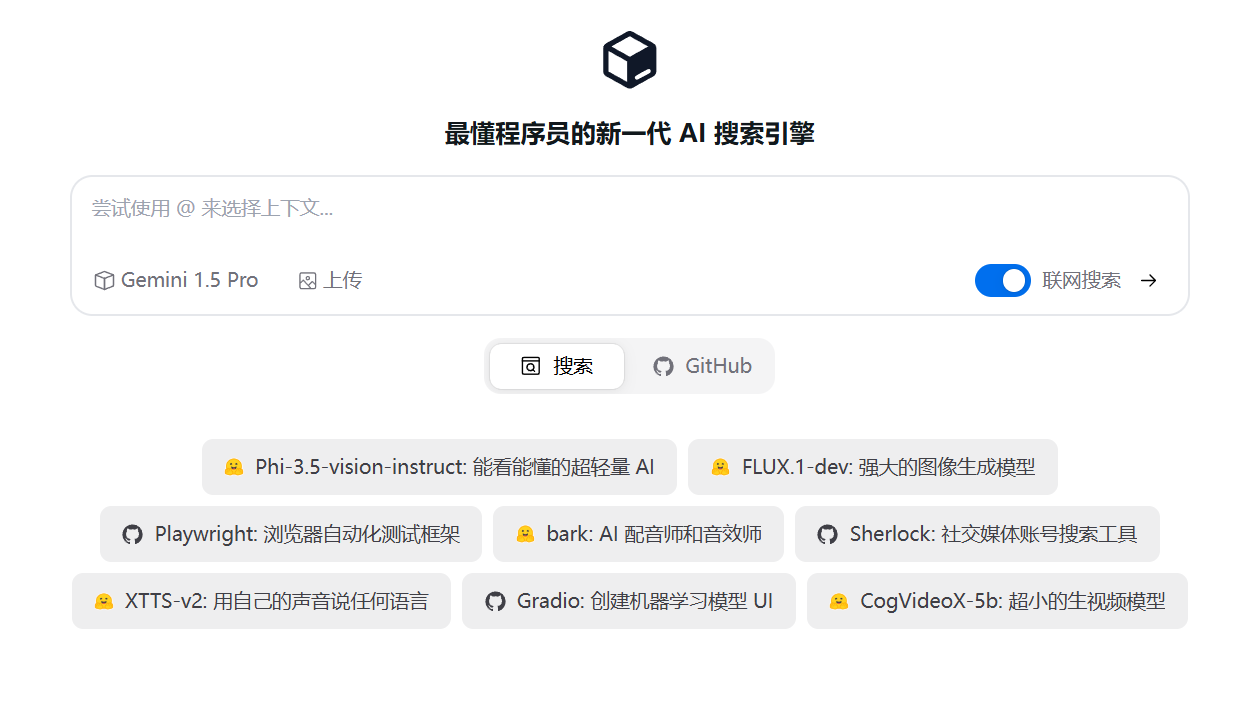 最懂程序员的新一代 AI 搜索引擎
尝试使用 @ 来选择上下文...
Gemini 1.5 Pro 上传 联网搜索 →
搜索 GitHub
Phi-3.5-vision-instruct: 能看能懂的超轻量 AI FLUX.1-dev: 强大的图像生成模型
Playwright: 浏览器自动化测试框架 bark: AI 配音师和音效师 Sherlock: 社交媒体账号搜索工具
XTTS-v2: 用自己的声音说任何语言 Gradio: 创建机器学习模型 UI CogVideoX-5b: 超小的生视频模型